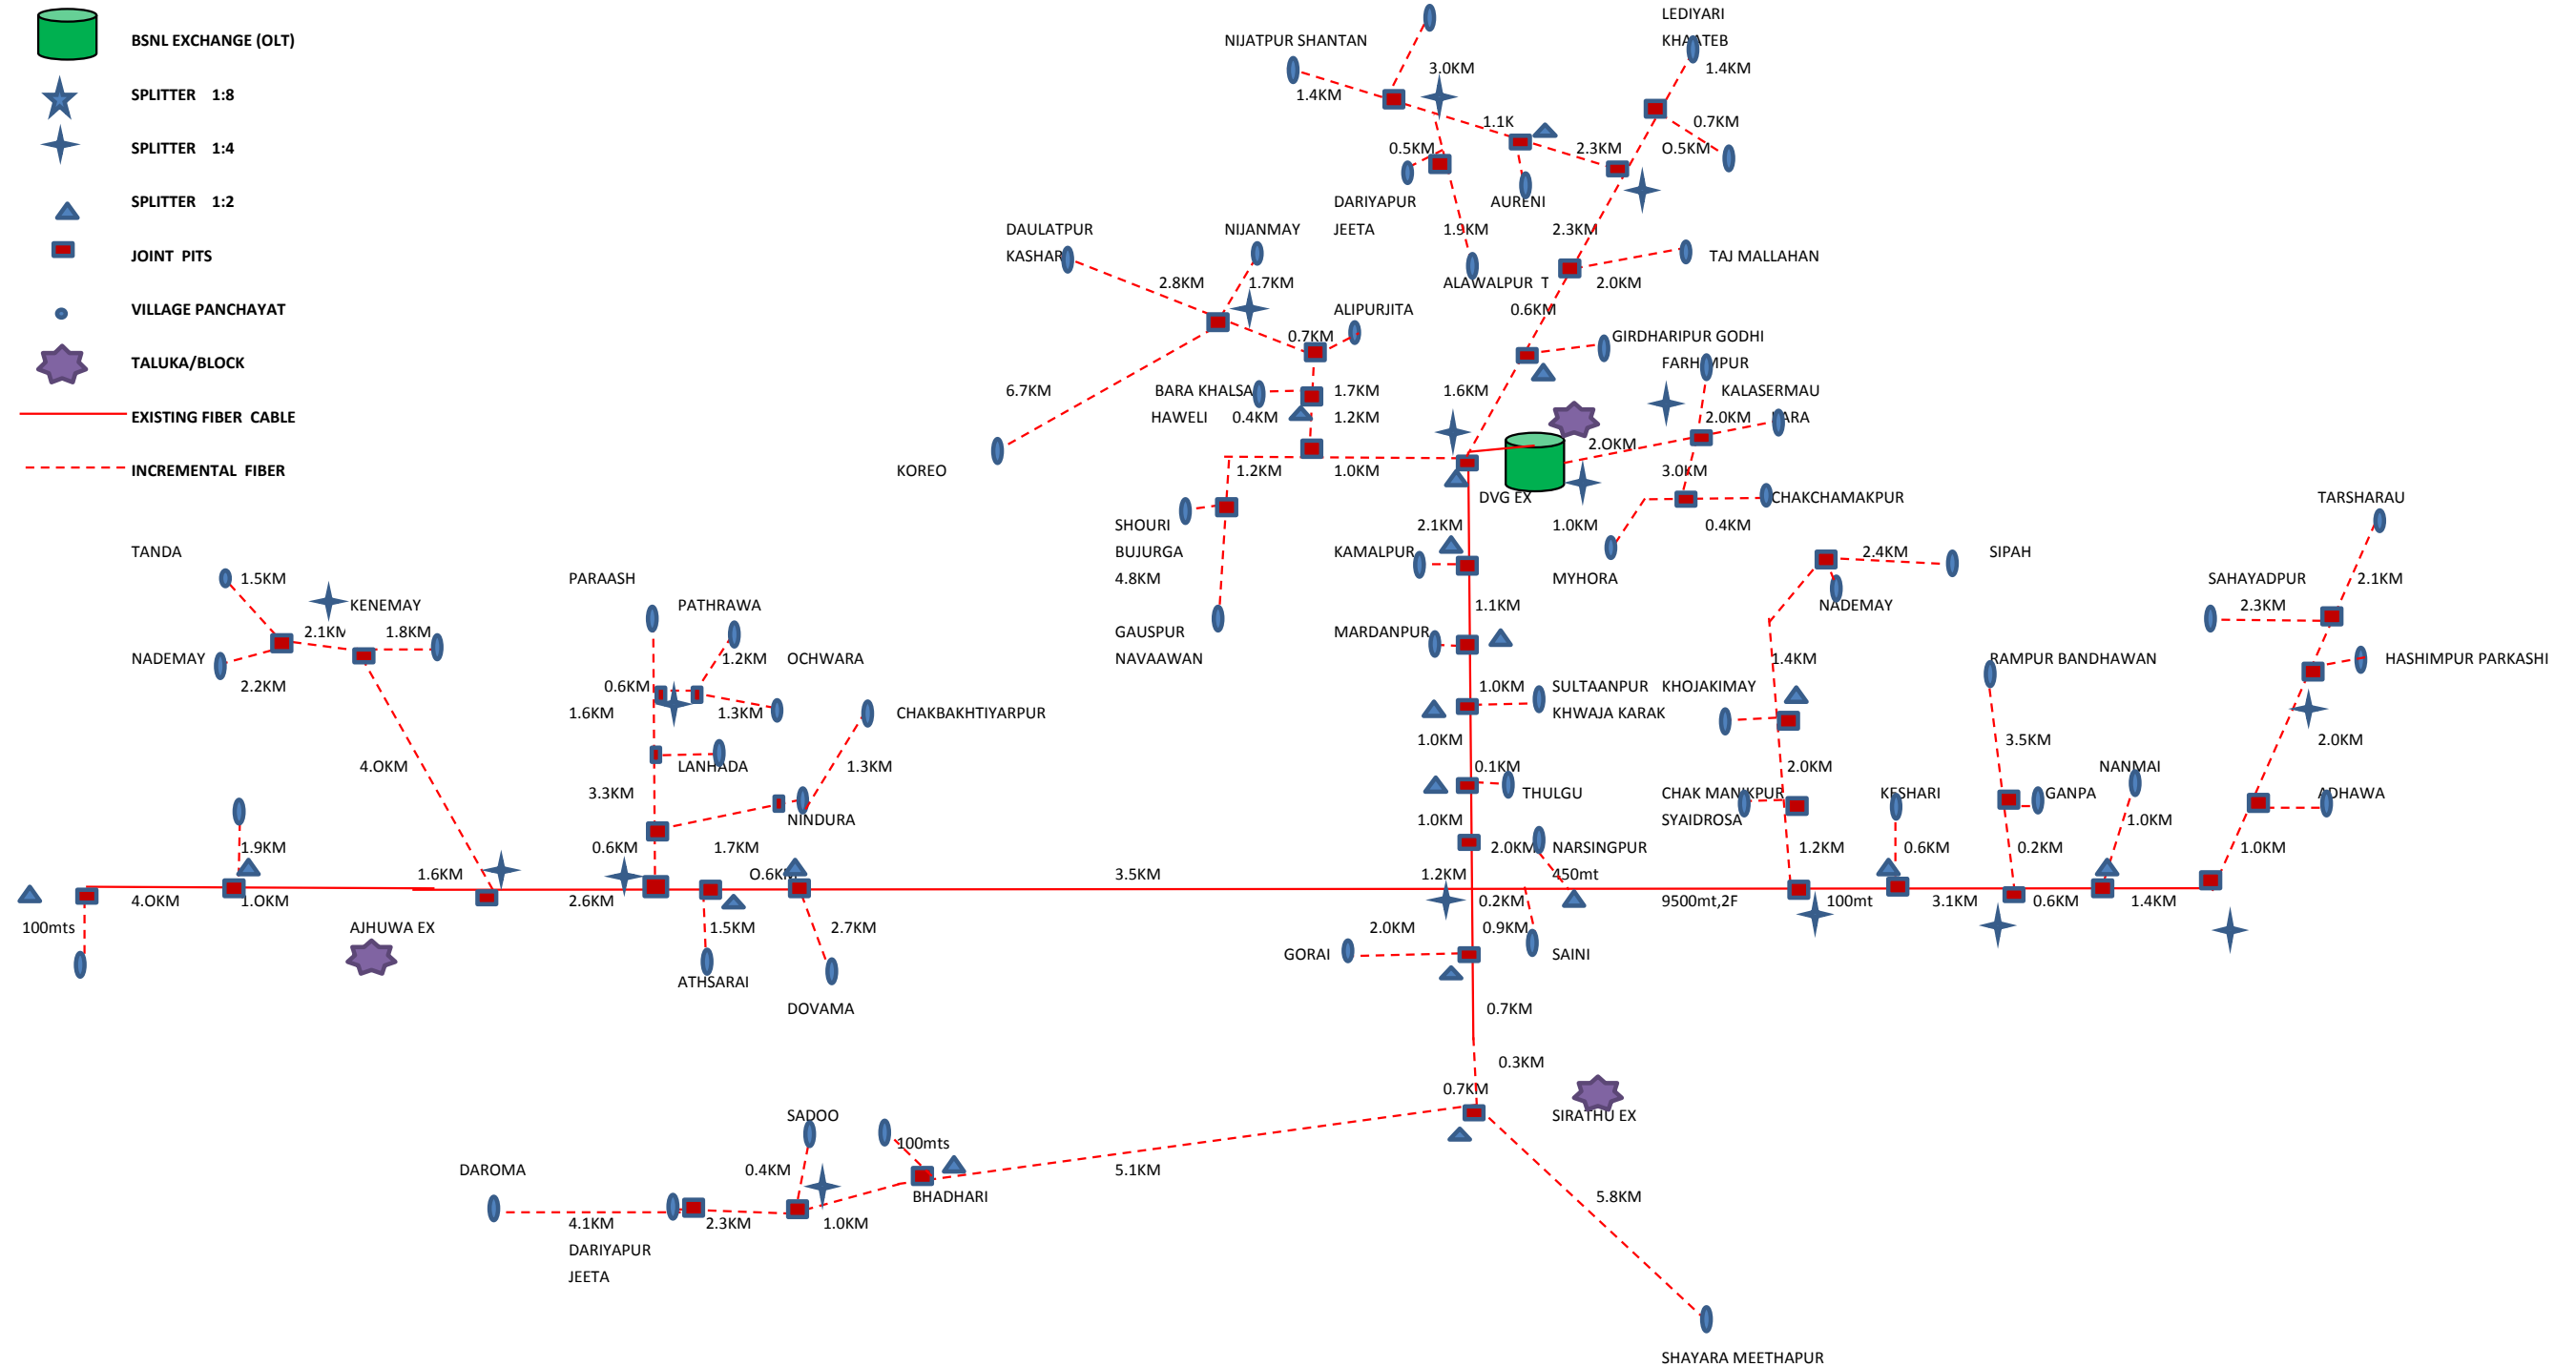 BSNL EXCHANGE (OLT)
SPLITTER 1:8
SPLITTER 1:4
SPLITTER 1:2
JOINT PITS
VILLAGE PANCHAYAT
TALUKA/BLOCK
EXISTING FIBER CABLE
INCREMENTAL FIBER
LEDIYARI
KHAATEB
NIJATPUR SHANTAN
3.0KM
1.4KM
1.4KM
1.1K
0.7KM
0.5KM
2.3KM
O.5KM
DARIYAPUR
JEETA
AURENI
1.9KM
2.3KM
DAULATPUR
KASHAR
NIJANMAY
TAJ MALLAHAN
2.8KM
1.7KM
ALAWALPUR T
2.0KM
ALIPURJITA
0.6KM
0.7KM
GIRDHARIPUR GODHI
6.7KM
BARA KHALSA
HAWELI
0.4KM
1.7KM
1.2KM
1.6KM
KALASERMAU
2.0KM
2.OKM
KOREO
1.2KM
1.0KM
3.0KM
DVG EX
CHAKCHAMAKPUR
TARSHARAU
SHOURI
BUJURGA
4.8KM
2.1KM
1.0KM
0.4KM
TANDA
1.5KM
PARAASH
KAMALPUR
MYHORA
2.4KM
SIPAH
SAHAYADPUR
2.1KM
KENEMAY
PATHRAWA
1.1KM
NADEMAY
2.3KM
2.1KM
1.8KM
GAUSPUR
NAVAAWAN
MARDANPUR
NADEMAY
2.2KM
1.2KM
OCHWARA
1.4KM
RAMPUR BANDHAWAN
HASHIMPUR PARKASHI
0.6KM
1.6KM
1.3KM
CHAKBAKHTIYARPUR
1.0KM
SULTAANPUR
KHWAJA KARAK
KHOJAKIMAY
4.OKM
LANHADA
1.3KM
1.0KM
3.5KM
2.0KM
0.1KM
2.0KM
NANMAI
3.3KM
NINDURA
THULGU
CHAK MANIKPUR
SYAIDROSA
KESHARI
GANPA
ADHAWA
1.0KM
1.0KM
1.9KM
0.6KM
1.7KM
2.0KM
NARSINGPUR
1.2KM
0.6KM
0.2KM
1.0KM
1.6KM
3.5KM
1.2KM
450mt
4.OKM
1.OKM
2.6KM
0.2KM
9500mt,2F
100mt
3.1KM
0.6KM
1.4KM
100mts
AJHUWA EX
1.5KM
2.7KM
2.0KM
0.9KM
GORAI
SAINI
ATHSARAI
DOVAMA
0.7KM
0.3KM
0.7KM
SADOO
SIRATHU EX
100mts
DAROMA
0.4KM
5.1KM
BHADHARI
5.8KM
4.1KM
2.3KM
1.0KM
DARIYAPUR
JEETA
SHAYARA MEETHAPUR